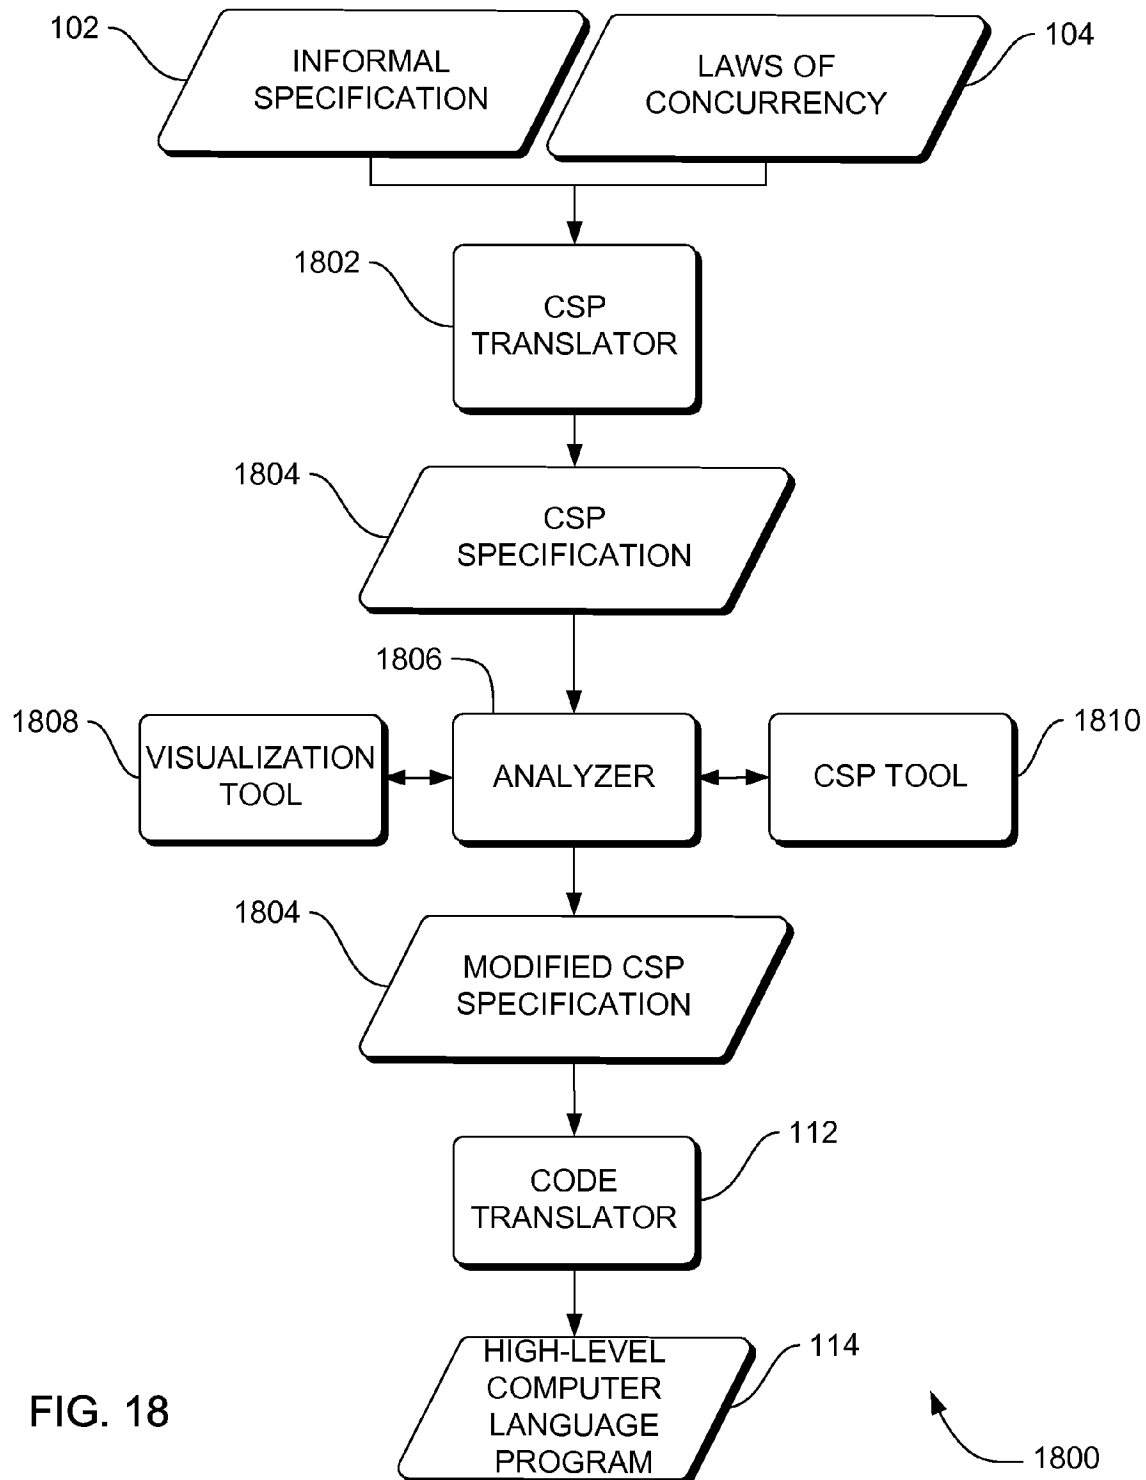 102
INFORMAL
SPECIFICATION
LAWS OF
CONCURRENCY
104
1802
CSP
TRANSLATOR
1804
CSP
SPECIFICATION
1806
1808
VISUALIZATION
TOOL
ANALYZER
CSP TOOL
1810
1804
MODIFIED CSP
SPECIFICATION
112
CODE
TRANSLATOR
114
HIGH-LEVEL
COMPUTER
LANGUAGE
PROGRAM
FIG. 18
1800